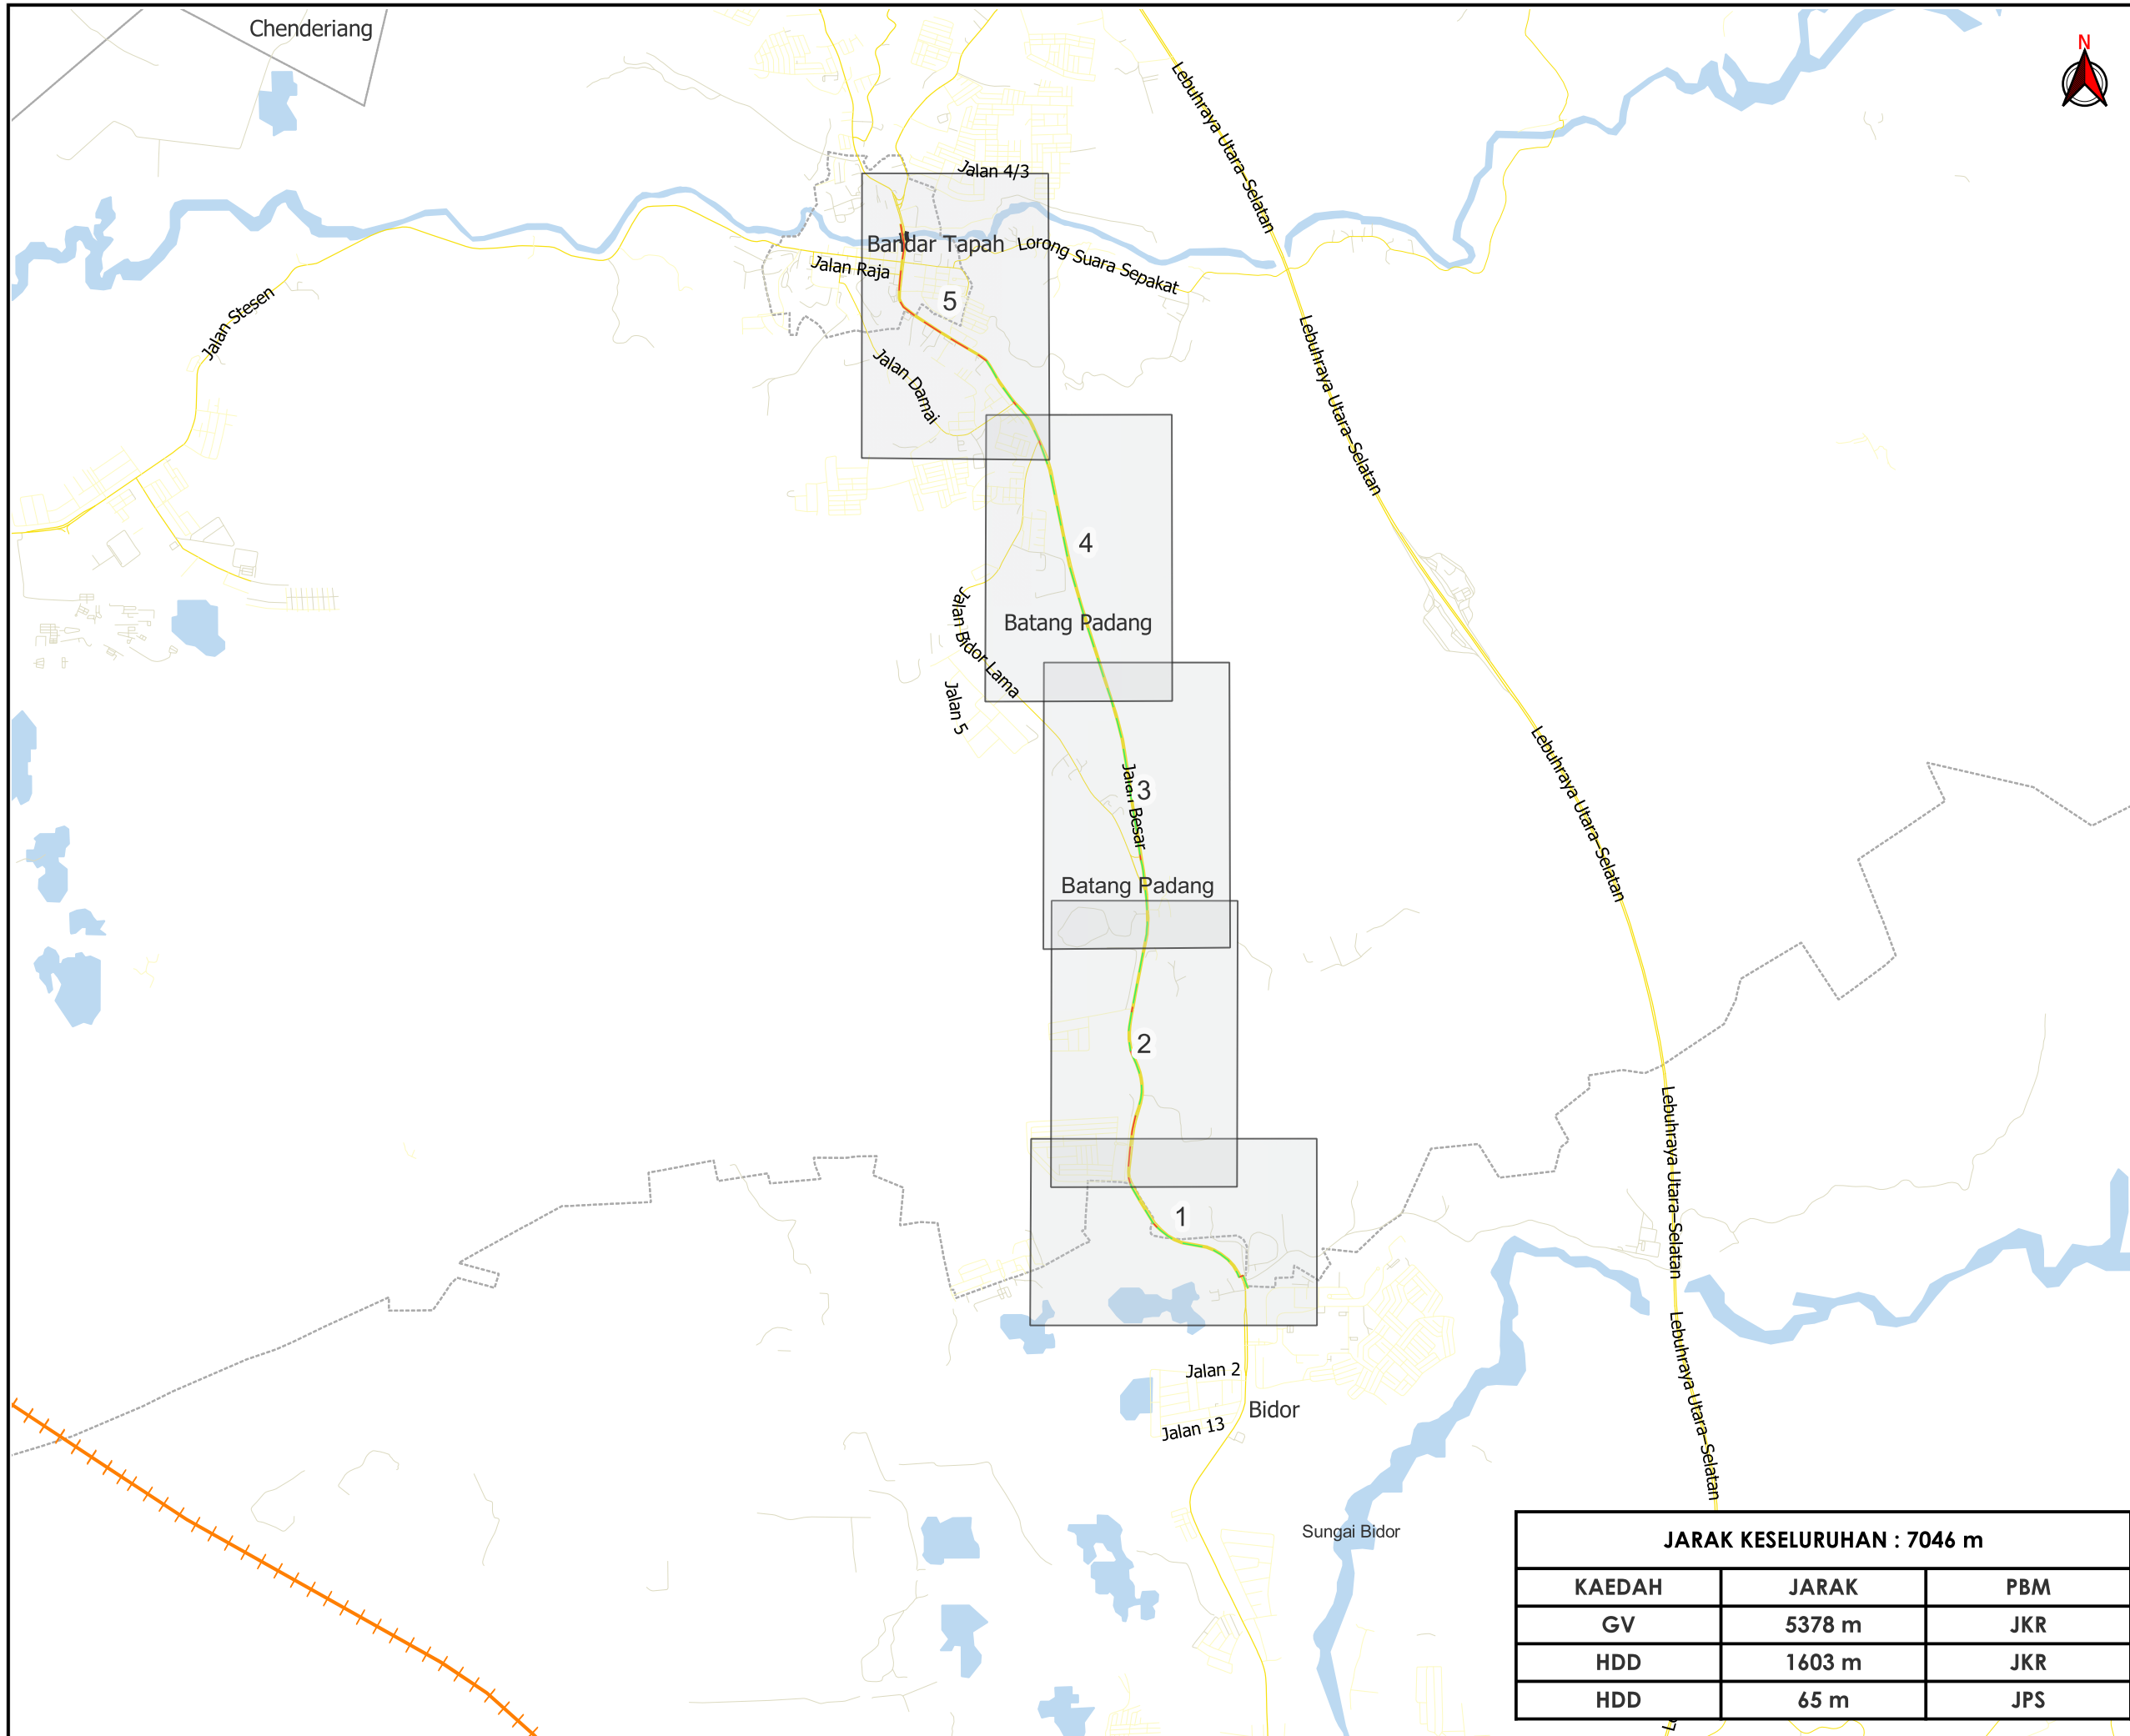 Chenderiang
N
Lebuhraya Utara-Selatan
Jalan 4/3
Bandar Tapah
Lorong Suara Sepakat
Jalan Raja
Jalan Stesen
5
Lebuhraya Utara-Selatan
Jalan Damai
4
Jalan Bidor Lama
Batang Padang
Jalan 5
Jalan Besar
3
Lebuhraya Utara-Selatan
Batang Padang
2
Lebuhraya Utara-Selatan
1
Lebuhraya Utara-Selatan
Jalan 2
Bidor
Jalan 13
Sungai Bidor
JARAK KESELURUHAN : 7046 m
KAEDAH JARAK PBM
GV 5378 m JKR
HDD 1603 m JKR
HDD 65 m JPS